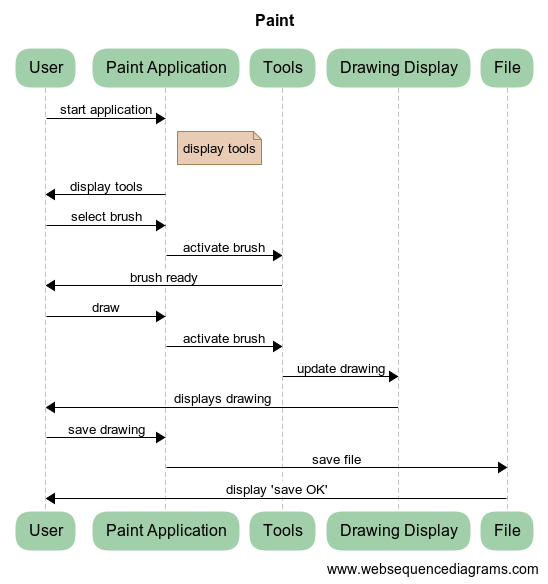 Paint
User
Paint Application
Tools
Drawing Display
File
start application
display tools
display tools
select brush
activate brush
brush ready
draw
activate brush
update drawing
displays drawing
save drawing
save file
display 'save OK'
User
Paint Application
Tools
Drawing Display
File
www.websequencediagrams.com